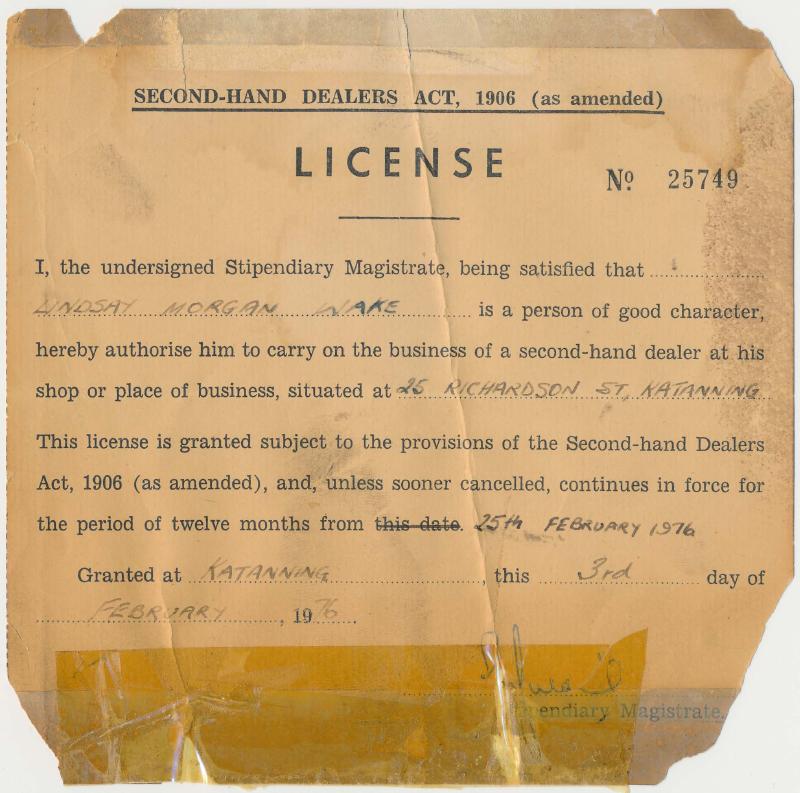 SECOND-HAND DEALERS ACT, 1906 (as amended)
LICENSE
No. 25749
I, the undersigned Stipendiary Magistrate, being satisfied that
LINDSAY MORGAN WAKE is a person of good character,
hereby authorise him to carry on the business of a second-hand dealer at his
shop or place of business, situated at 25 RICHARDSON ST, KATANNING
This license is granted subject to the provisions of the Second-hand Dealers
Act, 1906 (as amended), and, unless sooner cancelled, continues in force for
the period of twelve months from this date. 25th FEBRUARY 1976
Granted at KATANNING, this 3rd day of
FEBRUARY, 1976.
Stipendiary Magistrate.